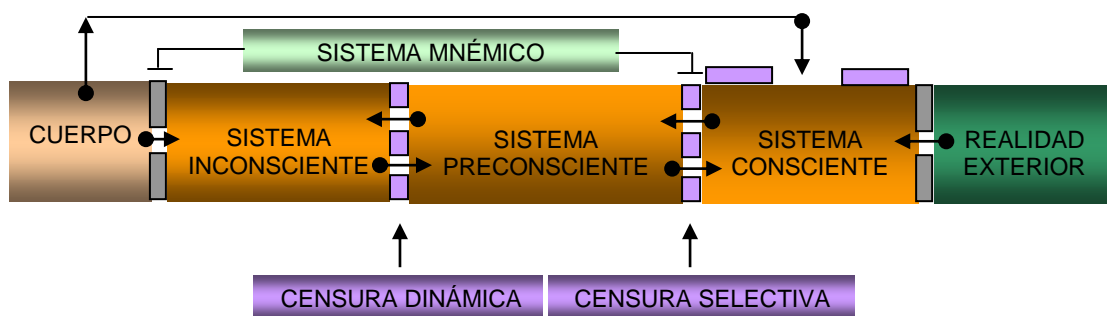 SISTEMA MNÉMICO
CUERPO
SISTEMA
INCONSCIENTE
SISTEMA
PRECONSCIENTE
SISTEMA
CONSCIENTE
REALIDAD
EXTERIOR
CENSURA DINÁMICA
CENSURA SELECTIVA